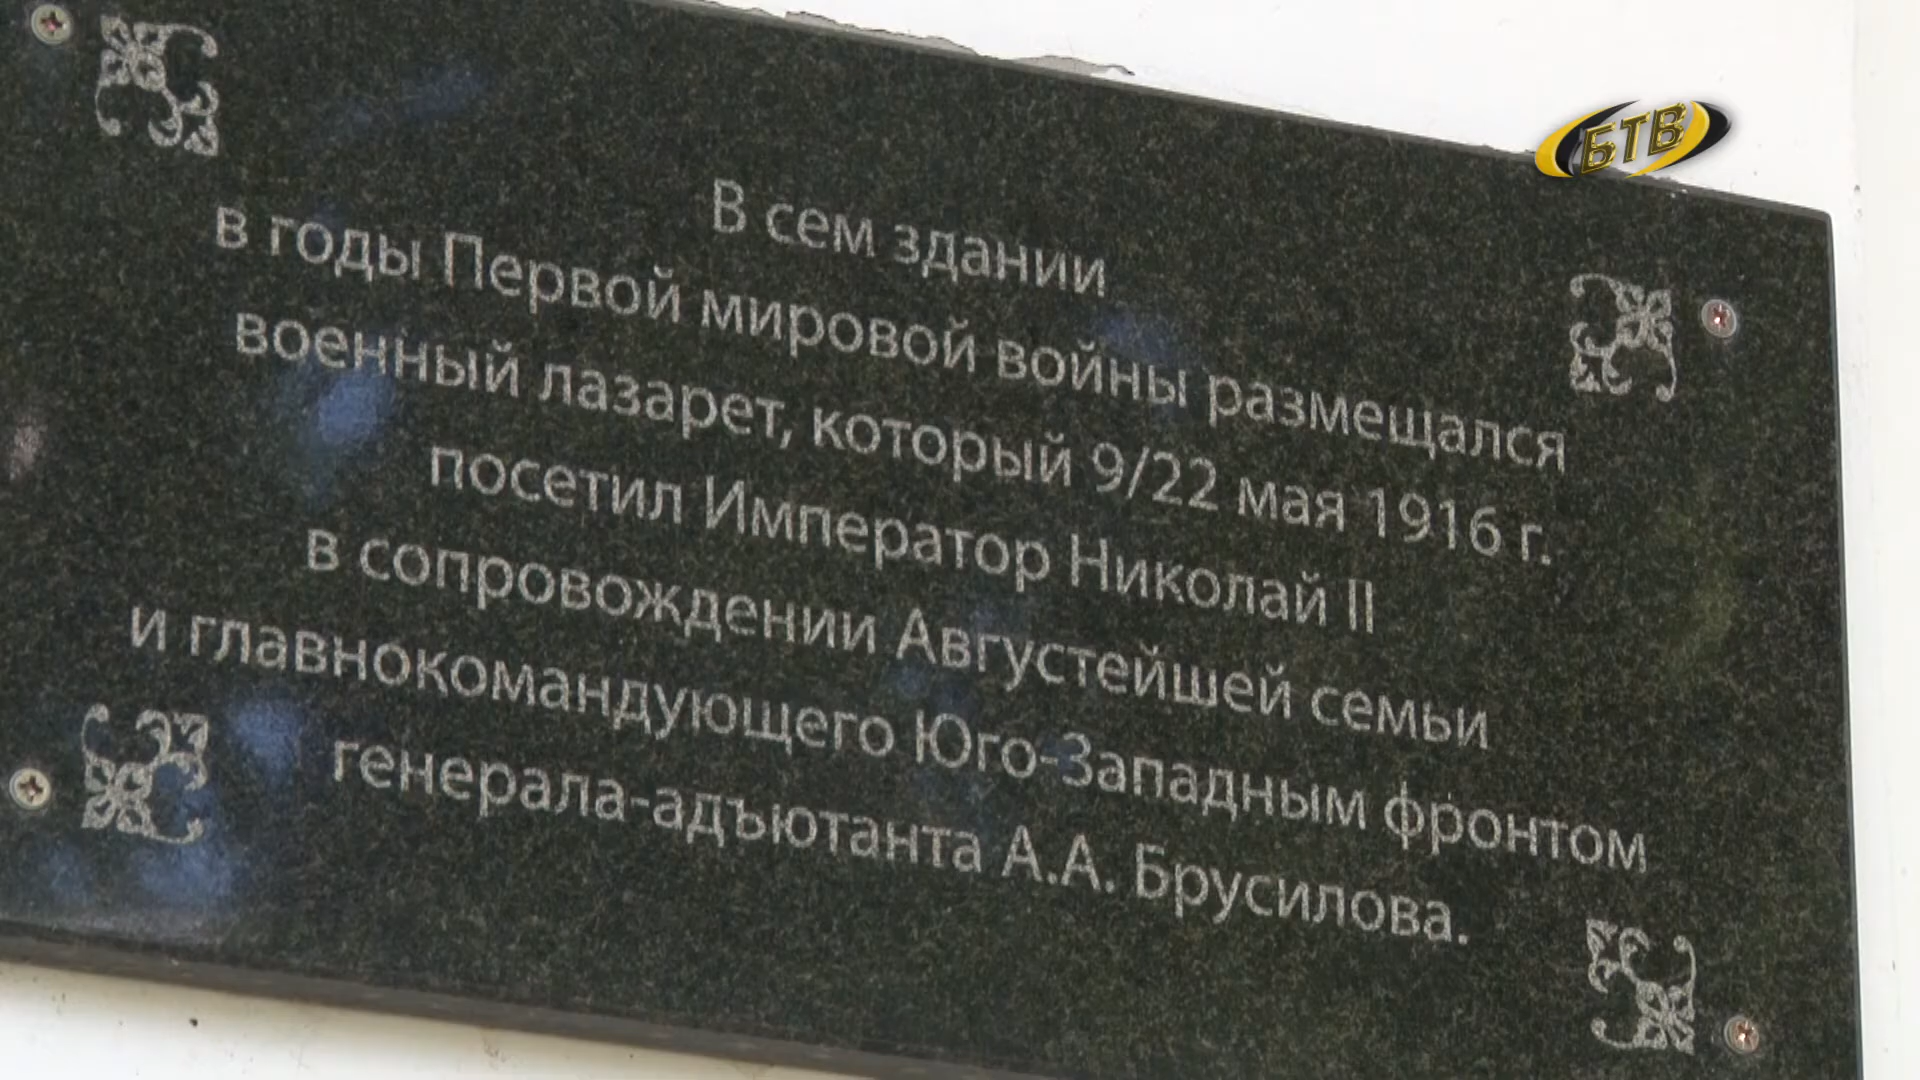 БТВ
В сем здании
в годы Первой мировой войны размещался
военный лазарет, который 9/22 мая 1916 г.
посетил Император Николай II
в сопровождении Августейшей семьи
и главнокомандующего Юго-Западным фронтом
генерала-адъютанта А.А. Брусилова.